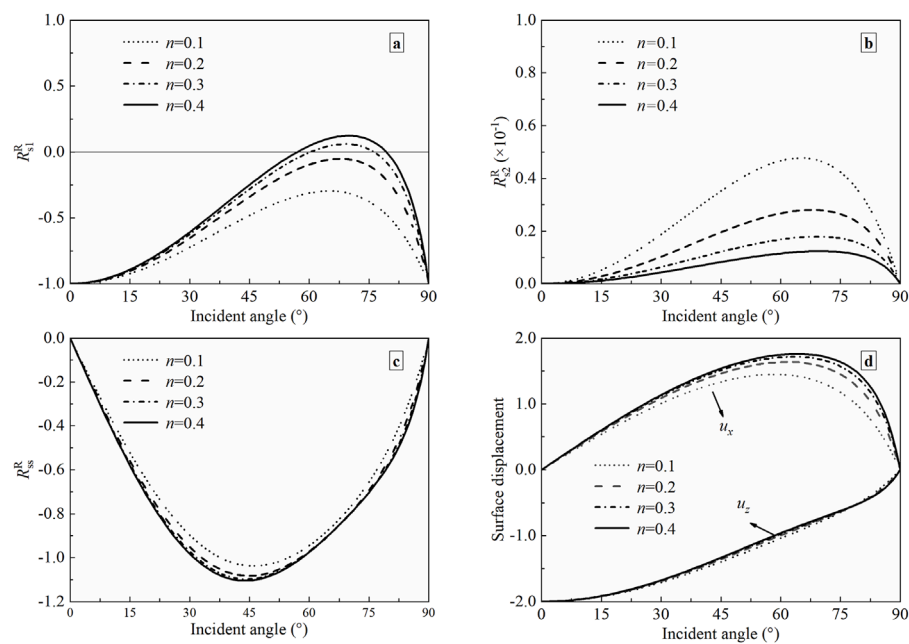 1.0
0.5
0.0
-0.5
-1.0
R^R_s1
n=0.1
n=0.2
n=0.3
n=0.4
a
0 15 30 45 60 75 90
Incident angle (°)
1.0
0.8
0.6
0.4
0.2
0.0
R^R_s2 (×10^-1)
n=0.1
n=0.2
n=0.3
n=0.4
b
0 15 30 45 60 75 90
Incident angle (°)
0.0
-0.2
-0.4
-0.6
-0.8
-1.0
-1.2
R^R_ss
n=0.1
n=0.2
n=0.3
n=0.4
c
0 15 30 45 60 75 90
Incident angle (°)
2.0
1.0
0.0
-1.0
-2.0
Surface displacement
d
u_x
n=0.1
n=0.2
n=0.3
n=0.4
u_z
0 15 30 45 60 75 90
Incident angle (°)